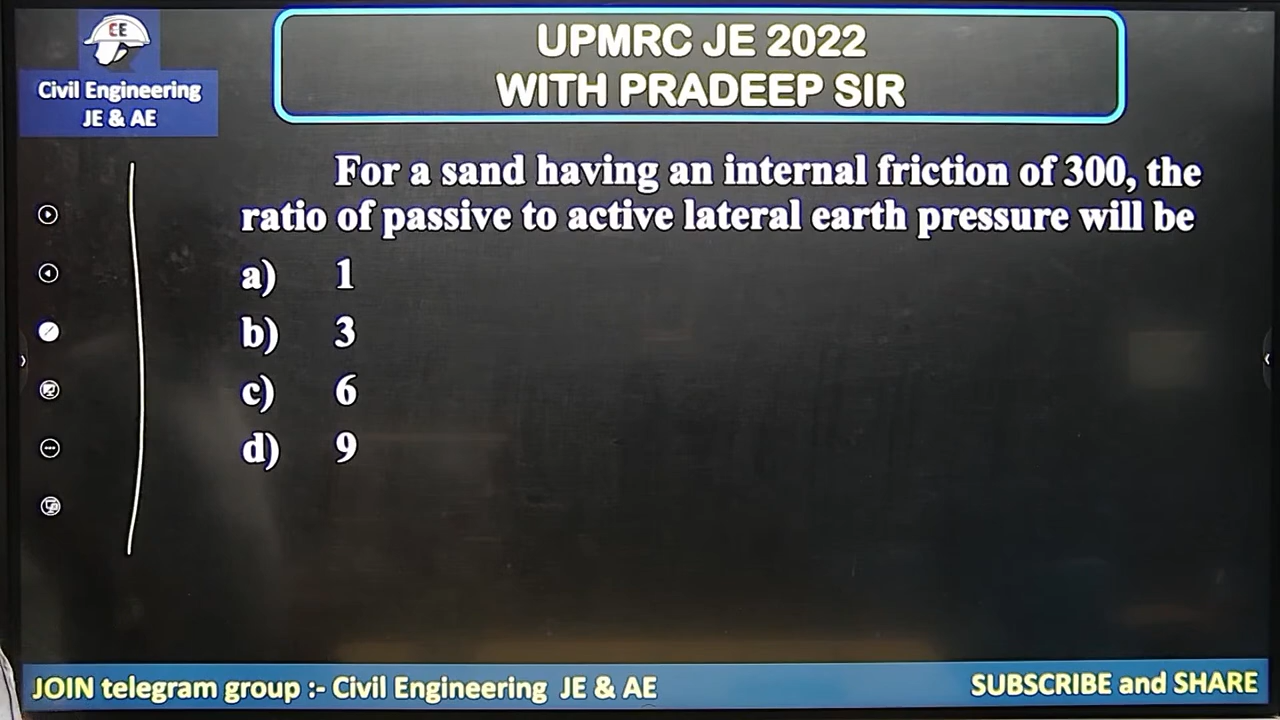 EE
Civil Engineering
JE & AE
UPMRC JE 2022
WITH PRADEEP SIR
For a sand having an internal friction of 300, the
ratio of passive to active lateral earth pressure will be
a) 1
b) 3
c) 6
d) 9
JOIN telegram group :- Civil Engineering JE & AE
SUBSCRIBE and SHARE